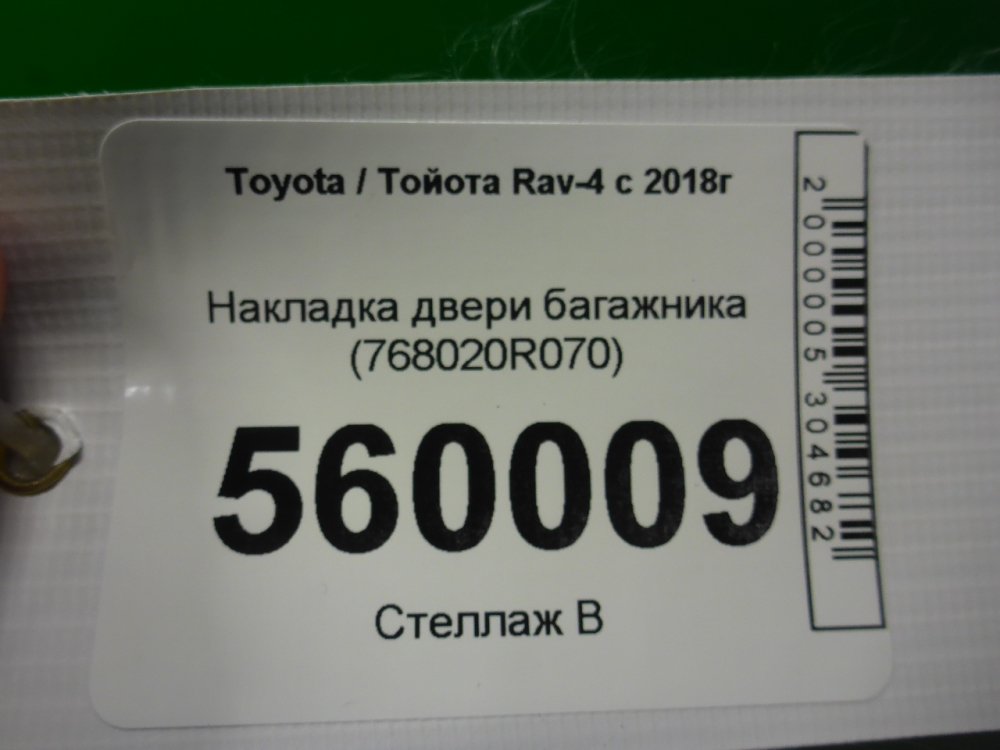 Toyota / Тойота Rav-4 с 2018г
Накладка двери багажника
(768020R070)
560009
Стеллаж В
2000005304682